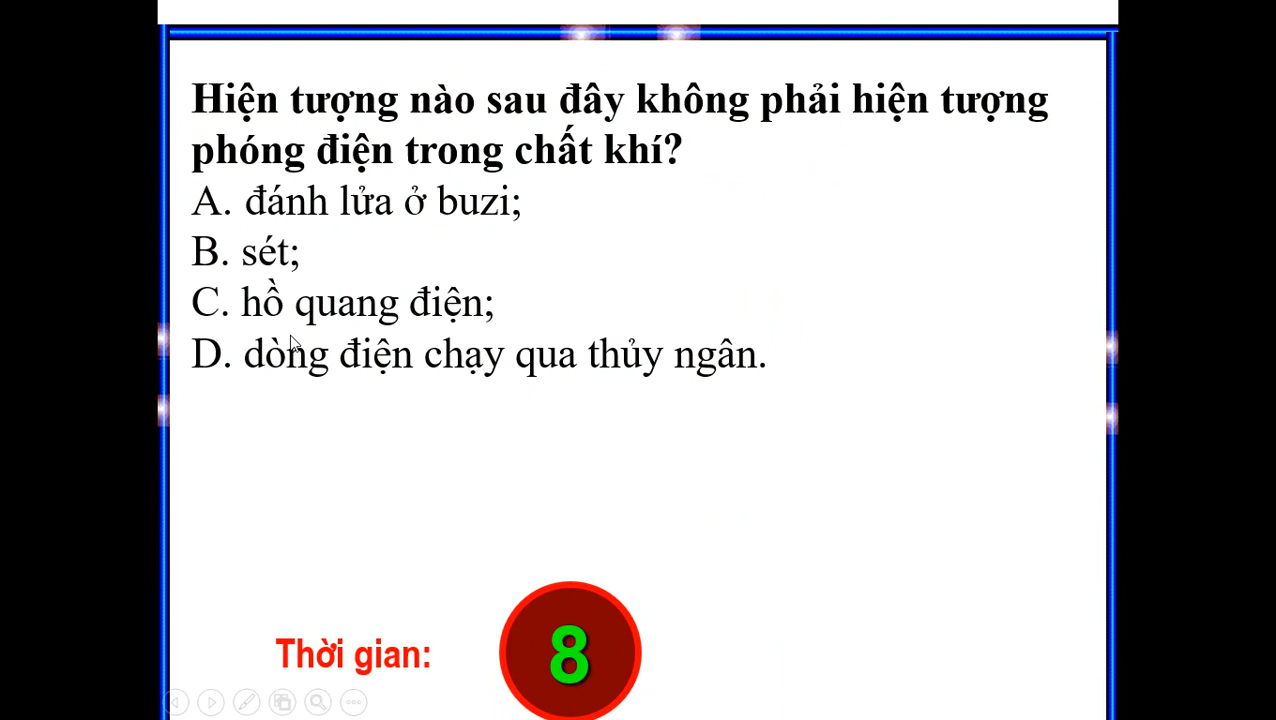 Hiện tượng nào sau đây không phải hiện tượng
phóng điện trong chất khí?
A. đánh lửa ở buzi;
B. sét;
C. hồ quang điện;
D. dòng điện chạy qua thủy ngân.
Thời gian: 8